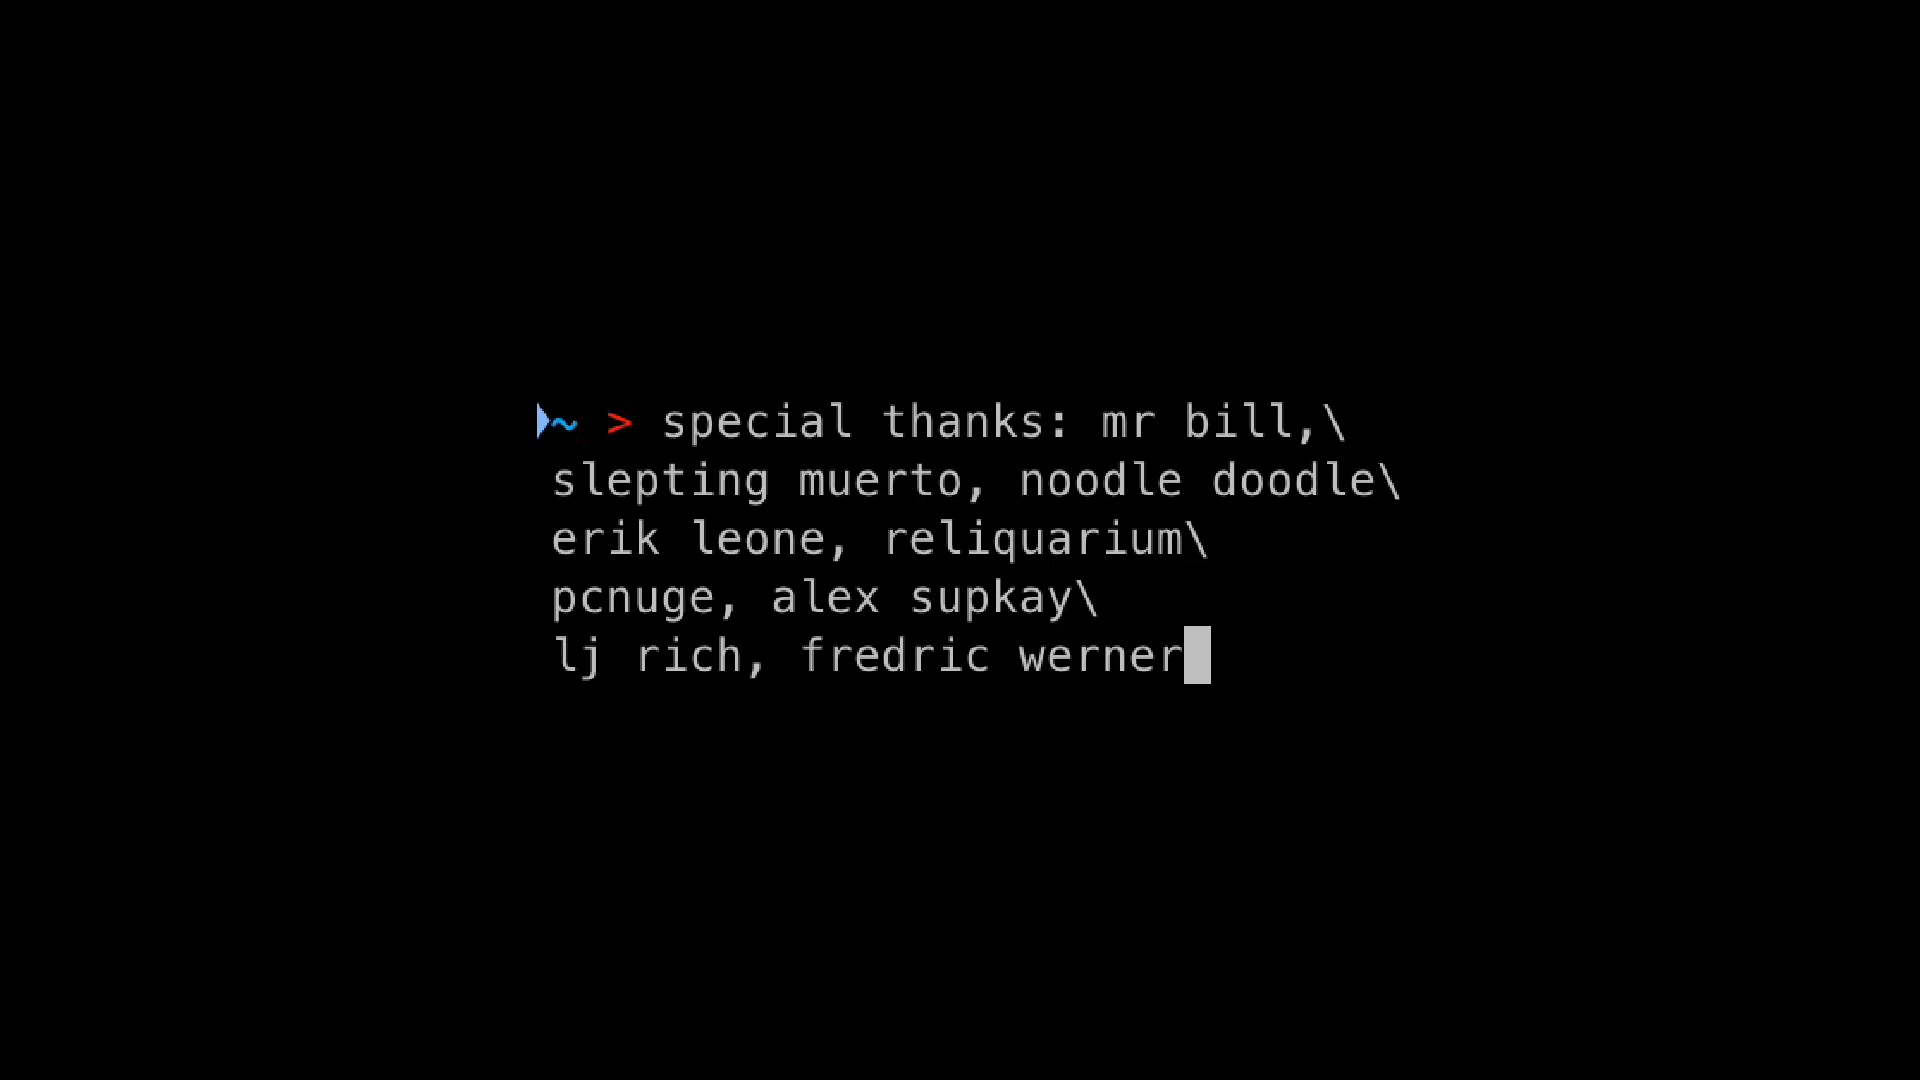 ~ > special thanks: mr bill,\
slepting muerto, noodle doodle\
erik leone, reliquarium\
pcnuge, alex supkay\
lj rich, fredric werner